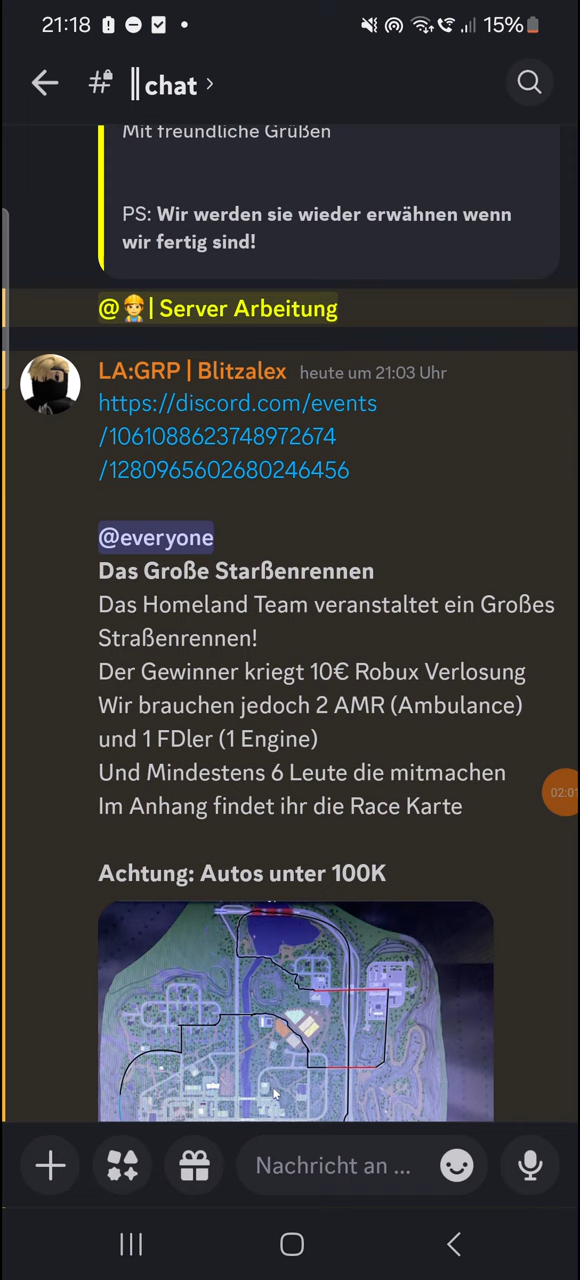 21:18
15%
# ║chat ›
Mit freundliche Grüßen
PS: Wir werden sie wieder erwähnen wenn
wir fertig sind!
@👷| Server Arbeitung
LA:GRP | Blitzalex heute um 21:03 Uhr
https://discord.com/events
/1061088623748972674
/1280965602680246456
@everyone
Das Große Starßenrennen
Das Homeland Team veranstaltet ein Großes
Straßenrennen!
Der Gewinner kriegt 10€ Robux Verlosung
Wir brauchen jedoch 2 AMR (Ambulance)
und 1 FDler (1 Engine)
Und Mindestens 6 Leute die mitmachen
02:01
Im Anhang findet ihr die Race Karte
Achtung: Autos unter 100K
Nachricht an ...